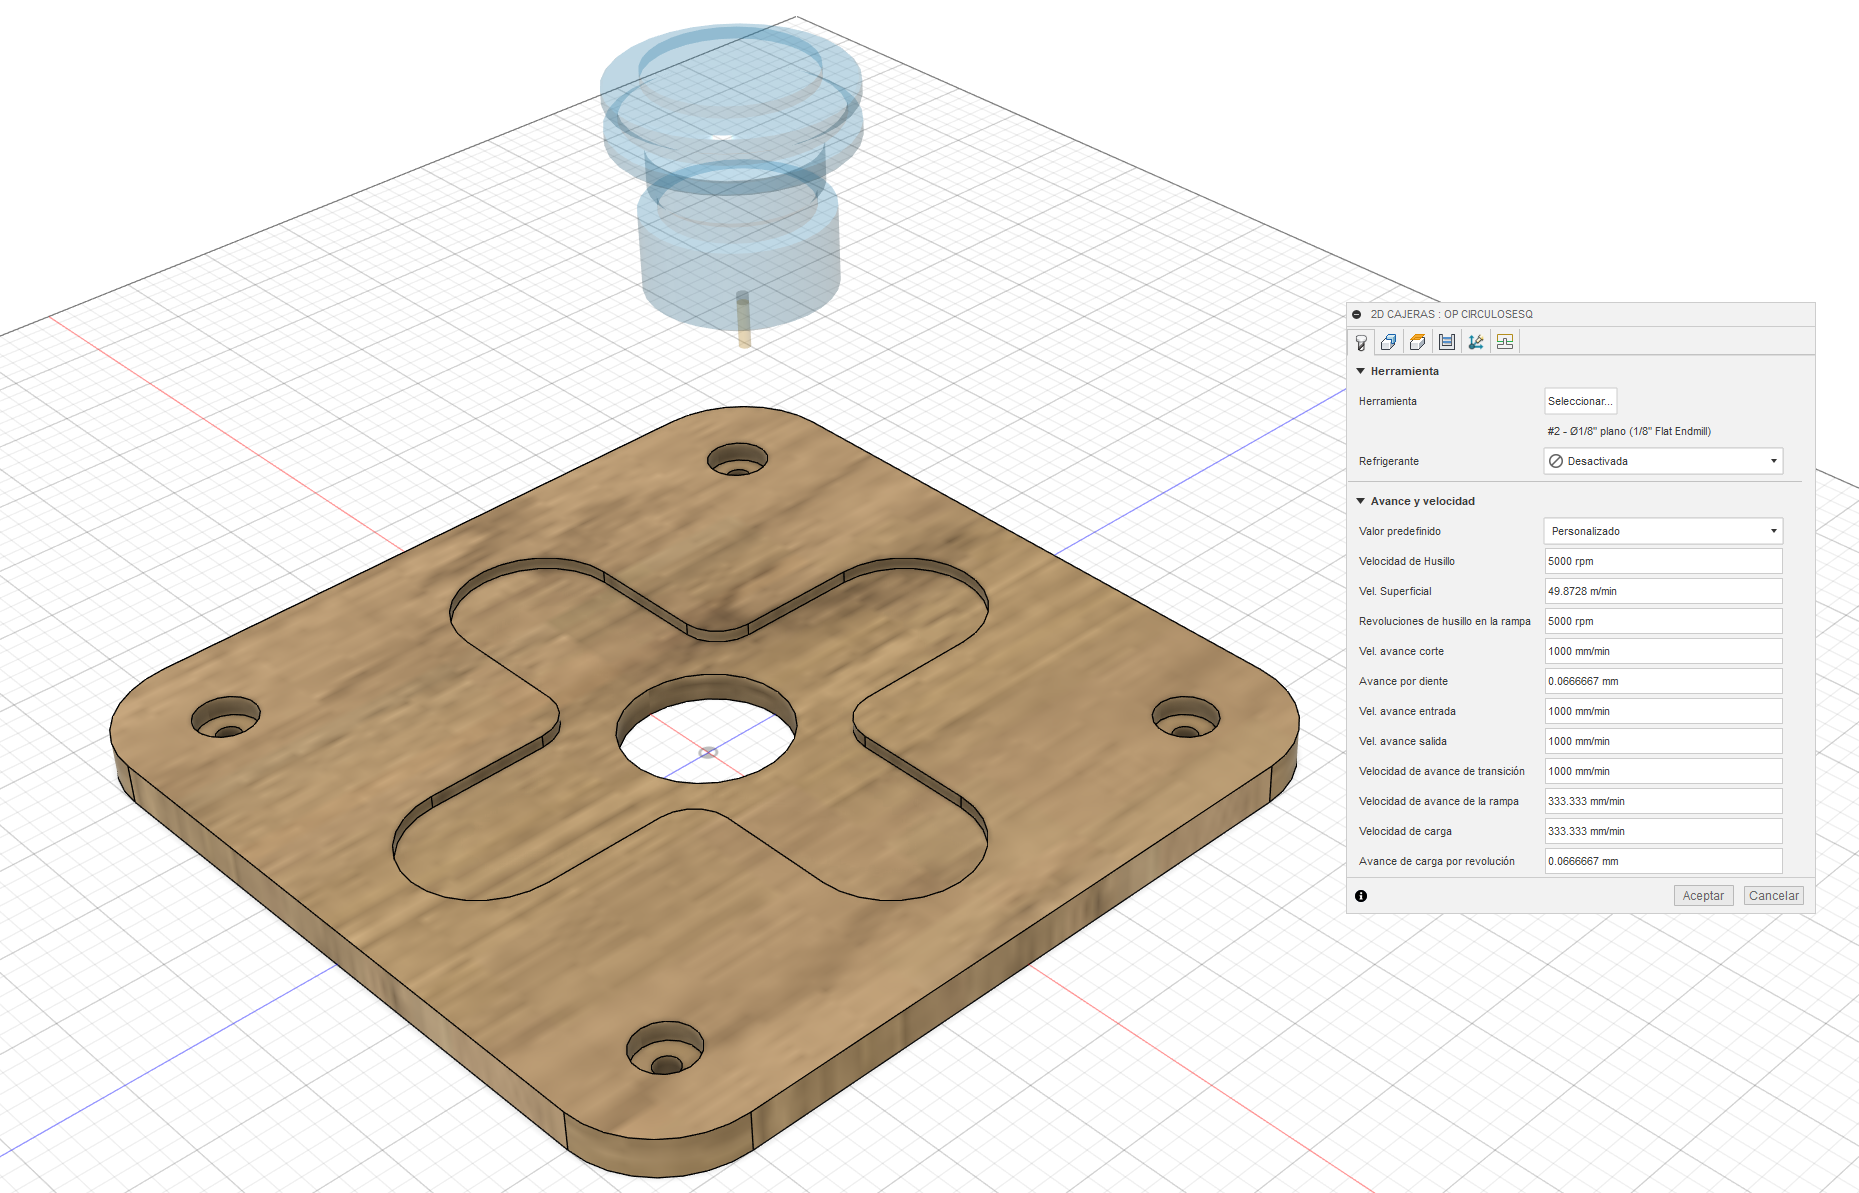 2D CAJERAS : OP CIRCULOSESQ
Herramienta
Herramienta Seleccionar...
#2 - Ø1/8" plano (1/8" Flat Endmill)
Refrigerante Desactivada
Avance y velocidad
Valor predefinido Personalizado
Velocidad de Husillo 5000 rpm
Vel. Superficial 49.8728 m/min
Revoluciones de husillo en la rampa 5000 rpm
Vel. avance corte 1000 mm/min
Avance por diente 0.0666667 mm
Vel. avance entrada 1000 mm/min
Vel. avance salida 1000 mm/min
Velocidad de avance de transición 1000 mm/min
Velocidad de avance de la rampa 333.333 mm/min
Velocidad de carga 333.333 mm/min
Avance de carga por revolución 0.0666667 mm
Aceptar Cancelar